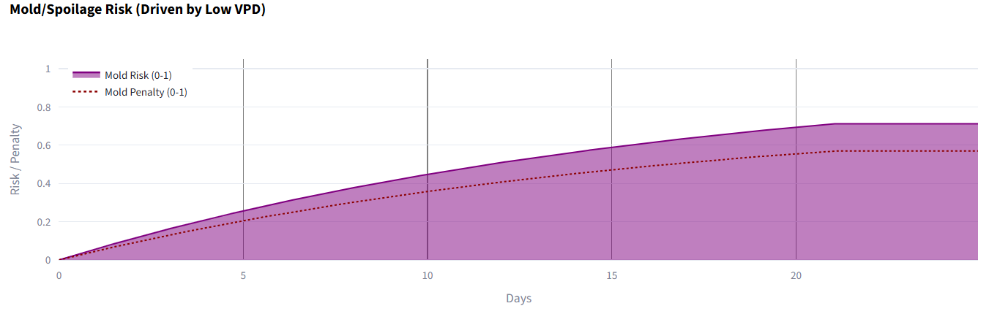 Mold/Spoilage Risk (Driven by Low VPD)
Mold Risk (0-1)
Mold Penalty (0-1)
Risk / Penalty
1
0.8
0.6
0.4
0.2
0
0
5
10
15
20
Days